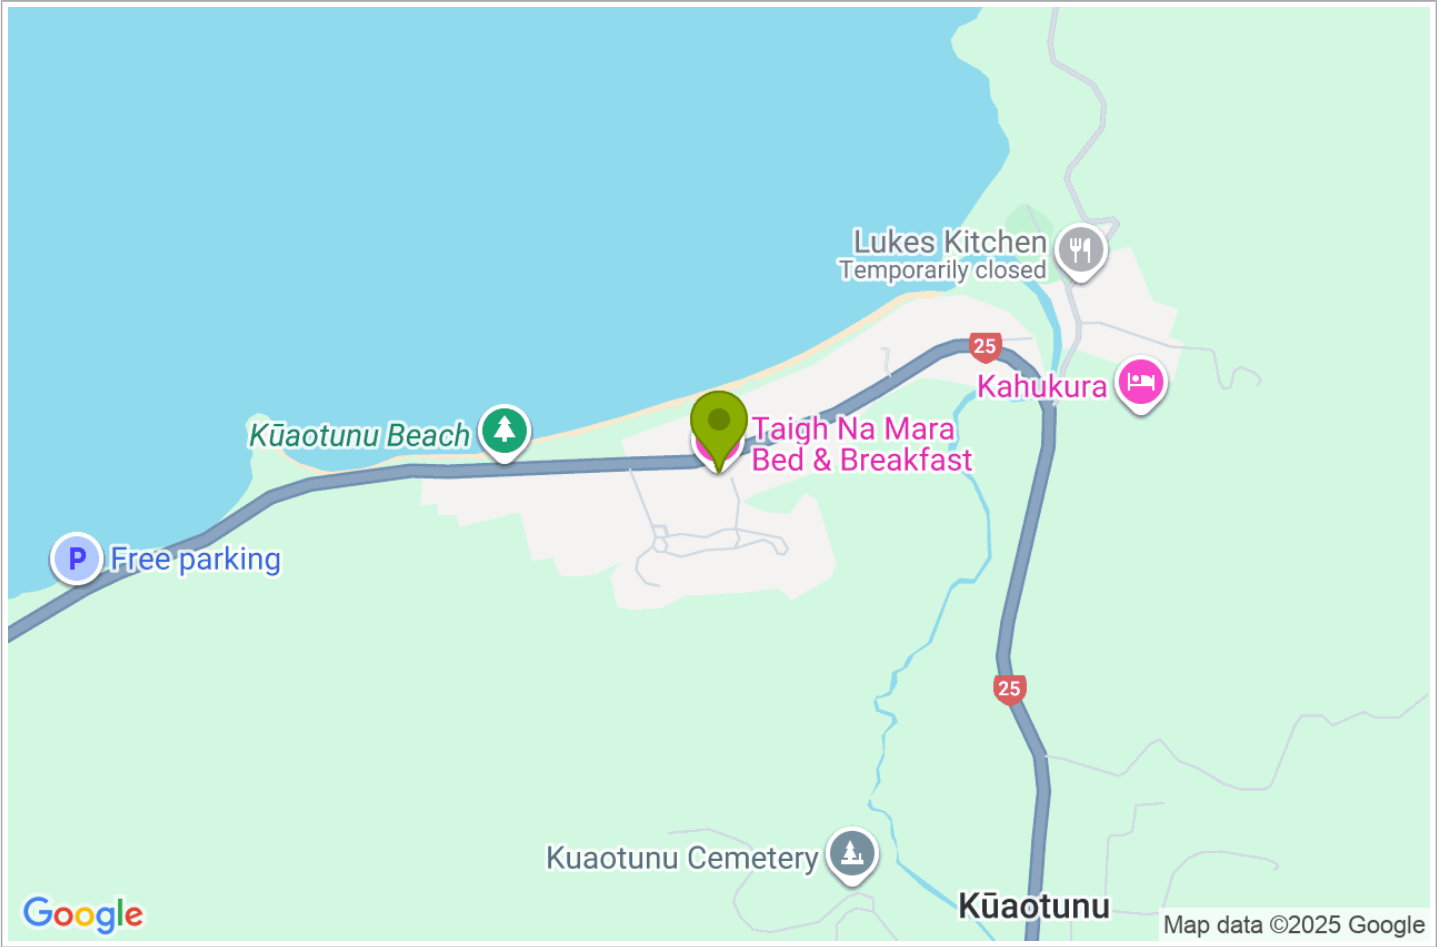 Lukes Kitchen
Temporarily closed
25
Kahukura
Kūaotunu Beach
Taigh Na Mara
Bed & Breakfast
P Free parking
25
Kuaotunu Cemetery
Kūaotunu
Google
Map data ©2025 Google